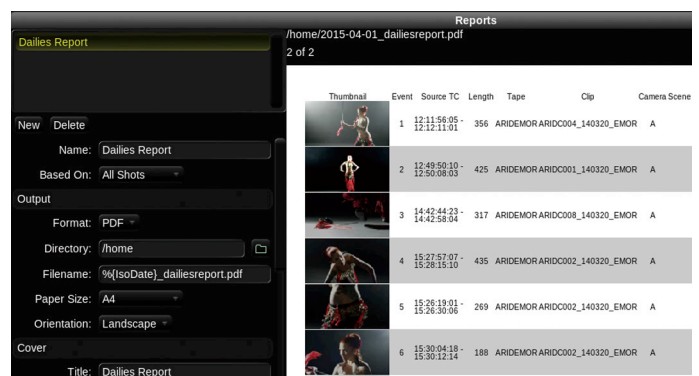 Reports
Dailies Report
/home/2015-04-01_dailiesreport.pdf
2 of 2
New Delete
Name: Dailies Report
Based On: All Shots
Output
Format: PDF
Directory: /home
Filename: %{IsoDate}_dailiesreport.pdf
Paper Size: A4
Orientation: Landscape
Cover
Title: Dailies Report
Thumbnail Event Source TC Length Tape Clip Camera Scene
1 12:11:56:05 - 12:12:11:01 356 ARIDEMOR ARIDC004_140320_EMOR A
2 12:49:50:10 - 12:50:08:03 425 ARIDEMOR ARIDC001_140320_EMOR A
3 14:42:44:23 - 14:42:58:04 317 ARIDEMOR ARIDC008_140320_EMOR A
4 15:27:57:07 - 15:28:15:10 435 ARIDEMOR ARIDC002_140320_EMOR A
5 15:26:19:01 - 15:26:30:06 269 ARIDEMOR ARIDC002_140320_EMOR A
6 15:30:04:18 - 15:30:12:14 188 ARIDEMOR ARIDC002_140320_EMOR A